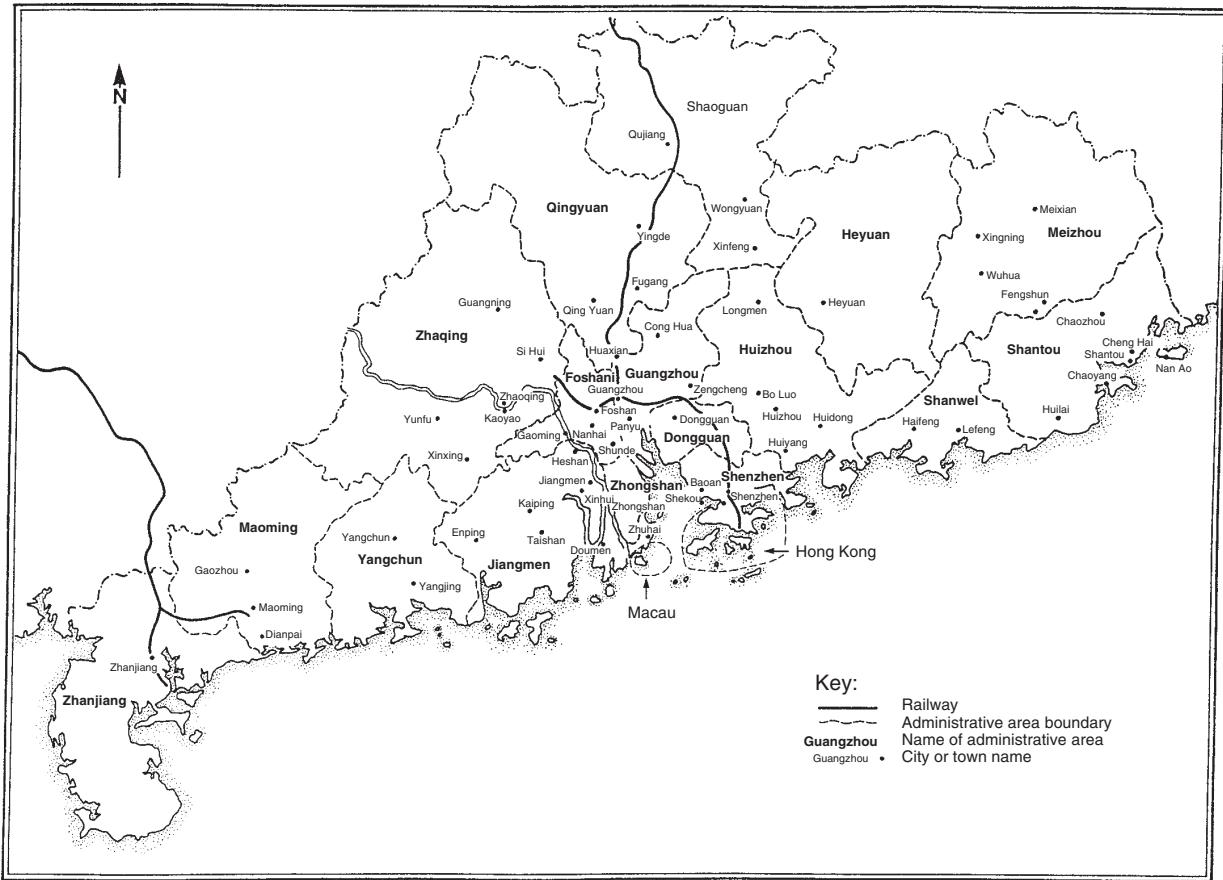 N
Shaoguan
Qujiang
Qingyuan
Wongyuan
Meixian
Yingde
Heyuan
Xingning
Meizhou
Xinfeng
Wuhua
Fugang
Guangning
Qing Yuan
Longmen
Heyuan
Fengshun
Chaozhou
Zhaqing
Cong Hua
Si Hui
Huaxian
Huizhou
Shantou
Cheng Hai
Shantou
Nan Ao
Foshani
Guangzhou
Chaoyang
Guangzhou
Zengcheng
Bo Luo
Zhaoqing
Kaoyao
Shanwel
Yunfu
Foshan
Dongguan
Huizhou
Huidong
Haifeng
Lefeng
Huilai
Gaoming
Nanhai
Panyu
Dongguan
Shunde
Huiyang
Xinxing
Heshan
Jiangmen
Zhongshan
Baoan
Shenzhen
Xinhui
Shekou
Shenzhen
Kaiping
Zhongshan
Maoming
Yangchun
Enping
Taishan
Zhuhai
Doumen
Hong Kong
Yangchun
Jiangmen
Gaozhou
Yangjing
Macau
Maoming
Dianpai
Zhanjiang
Zhanjiang
Key:
Railway
Administrative area boundary
Guangzhou Name of administrative area
Guangzhou City or town name